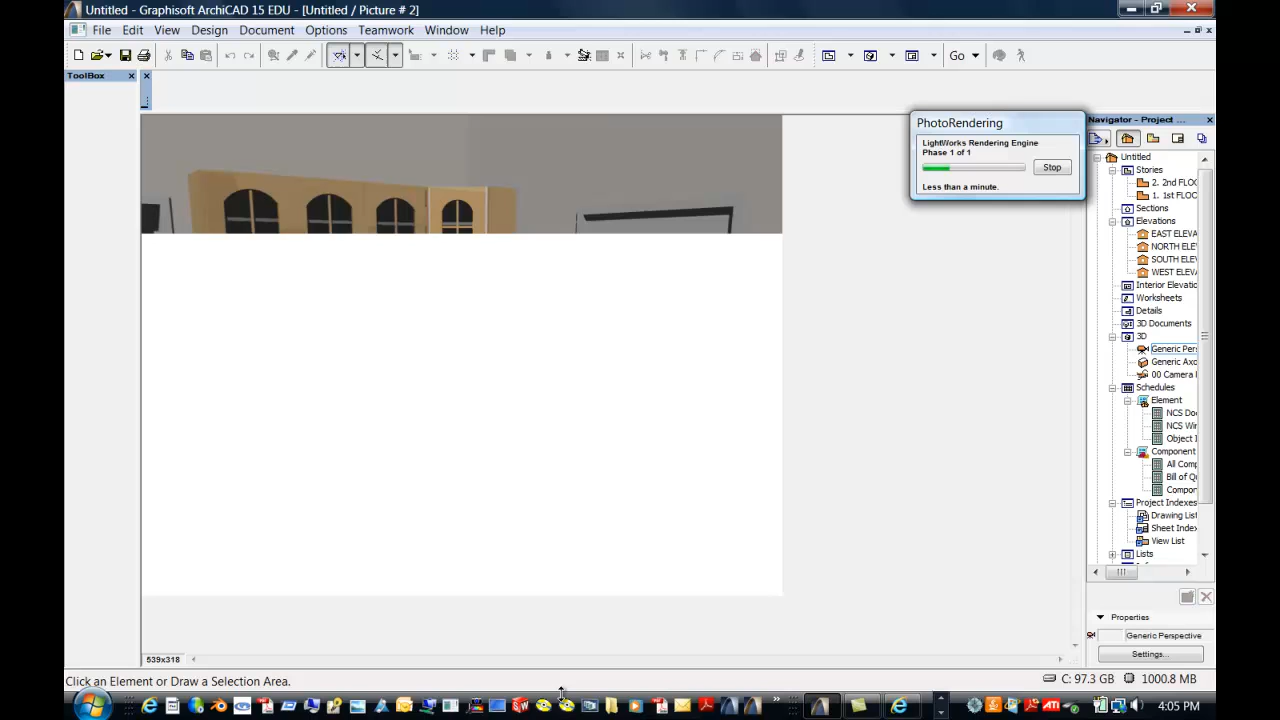 Untitled - Graphisoft ArchiCAD 15 EDU - [Untitled / Picture # 2]
File Edit View Design Document Options Teamwork Window Help
Go
ToolBox
PhotoRendering
LightWorks Rendering Engine
Phase 1 of 1
Stop
Less than a minute.
Navigator - Project ...
Untitled
Stories
2. 2nd FLO
1. 1st FLO
Sections
Elevations
EAST ELEVA
NORTH ELE
SOUTH ELE
WEST ELEV
Interior Elevatio
Worksheets
Details
3D Documents
3D
Generic Pers
Generic Axo
00 Camera
Schedules
Element
NCS Do
NCS Win
Object I
Component
All Comp
Bill of Q
Compor
Project Indexes
Drawing List
Sheet Index
View List
Lists
Properties
Generic Perspective
Settings...
539x318
Click an Element or Draw a Selection Area.
C: 97.3 GB
1000.8 MB
4:05 PM